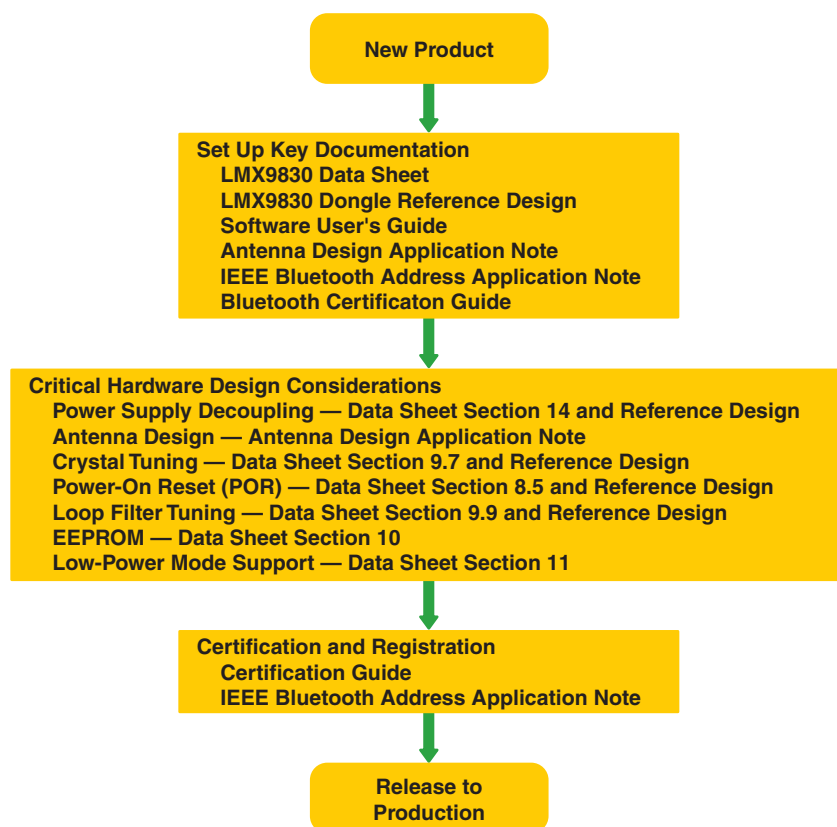 New Product
Set Up Key Documentation
LMX9830 Data Sheet
LMX9830 Dongle Reference Design
Software User's Guide
Antenna Design Application Note
IEEE Bluetooth Address Application Note
Bluetooth Certificaton Guide
Critical Hardware Design Considerations
Power Supply Decoupling — Data Sheet Section 14 and Reference Design
Antenna Design — Antenna Design Application Note
Crystal Tuning — Data Sheet Section 9.7 and Reference Design
Power-On Reset (POR) — Data Sheet Section 8.5 and Reference Design
Loop Filter Tuning — Data Sheet Section 9.9 and Reference Design
EEPROM — Data Sheet Section 10
Low-Power Mode Support — Data Sheet Section 11
Certification and Registration
Certification Guide
IEEE Bluetooth Address Application Note
Release to
Production